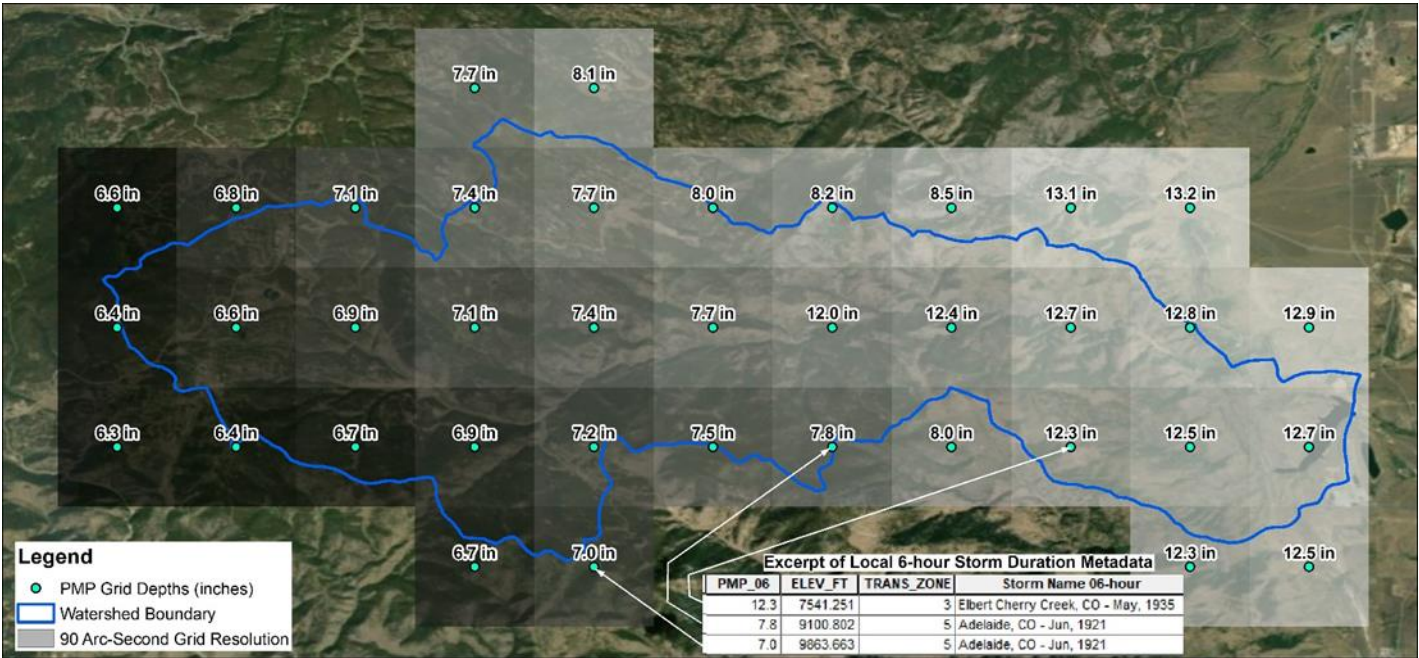 7.7 in 8.1 in
6.6 in 6.8 in 7.1 in 7.4 in 7.7 in 8.0 in 8.2 in 8.5 in 13.1 in 13.2 in
6.4 in 6.6 in 6.9 in 7.1 in 7.4 in 7.7 in 12.0 in 12.4 in 12.7 in 12.8 in 12.9 in
6.3 in 6.4 in 6.7 in 6.9 in 7.2 in 7.5 in 7.8 in 8.0 in 12.3 in 12.5 in 12.7 in
6.7 in 7.0 in 12.3 in 12.5 in
Legend
PMP Grid Depths (inches)
Watershed Boundary
90 Arc-Second Grid Resolution
Excerpt of Local 6-hour Storm Duration Metadata
PMP_06 ELEV_FT TRANS_ZONE Storm Name 06-hour
12.3 7541.251 3 Elbert Cherry Creek, CO - May, 1935
7.8 9100.802 5 Adelaide, CO - Jun, 1921
7.0 9863.663 5 Adelaide, CO - Jun, 1921